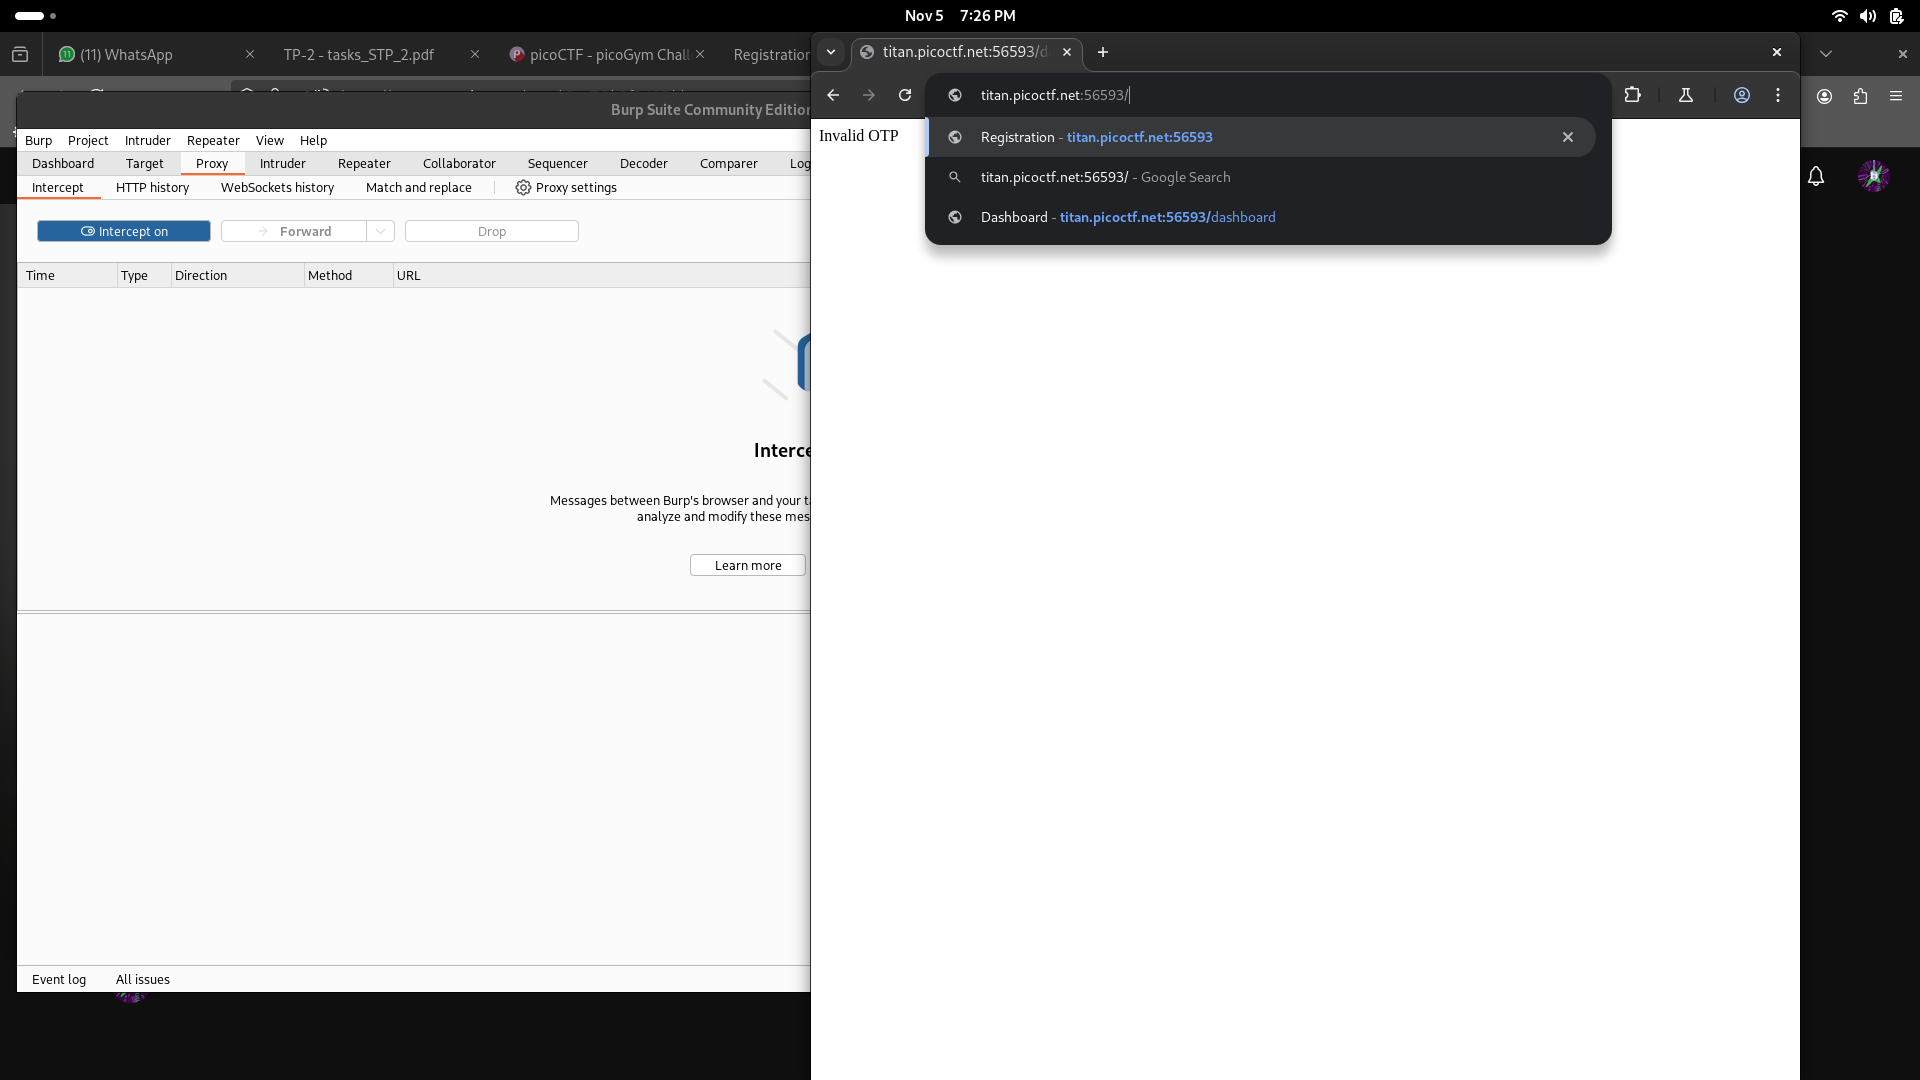 Nov 5 7:26 PM
(11) WhatsApp
TP-2 - tasks_STP_2.pdf
picoCTF - picoGym Chall
Registration
titan.picoctf.net:56593/d
titan.picoctf.net:56593/
Registration - titan.picoctf.net:56593
titan.picoctf.net:56593/ - Google Search
Dashboard - titan.picoctf.net:56593/dashboard
Invalid OTP
Burp Suite Community Edition
Burp Project Intruder Repeater View Help
Dashboard Target Proxy Intruder Repeater Collaborator Sequencer Decoder Comparer Log
Intercept HTTP history WebSockets history Match and replace Proxy settings
Intercept on Forward Drop
Time Type Direction Method URL
Interce
Messages between Burp's browser and your ta
analyze and modify these mes
Learn more
Event log All issues